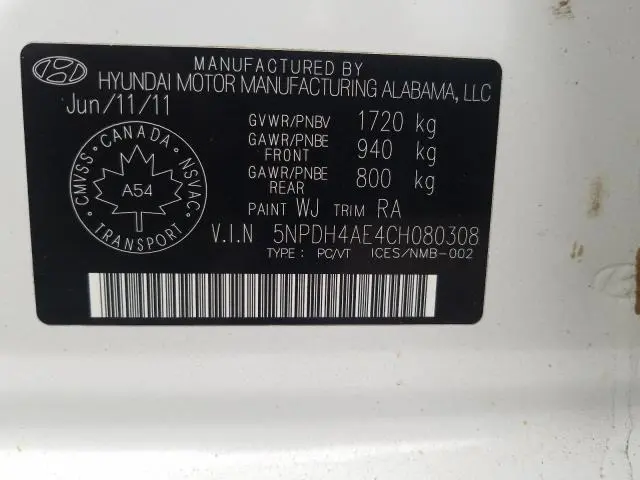 MANUFACTURED BY
HYUNDAI MOTOR MANUFACTURING ALABAMA, LLC
Jun/11/11
GVWR/PNBV 1720 kg
GAWR/PNBE FRONT 940 kg
GAWR/PNBE REAR 800 kg
PAINT WJ TRIM RA
V.I.N 5NPDH4AE4CH080308
TYPE : PC/VT ICES/NMB-002
CANADA
CMVSS
NSVAC
A54
TRANSPORT